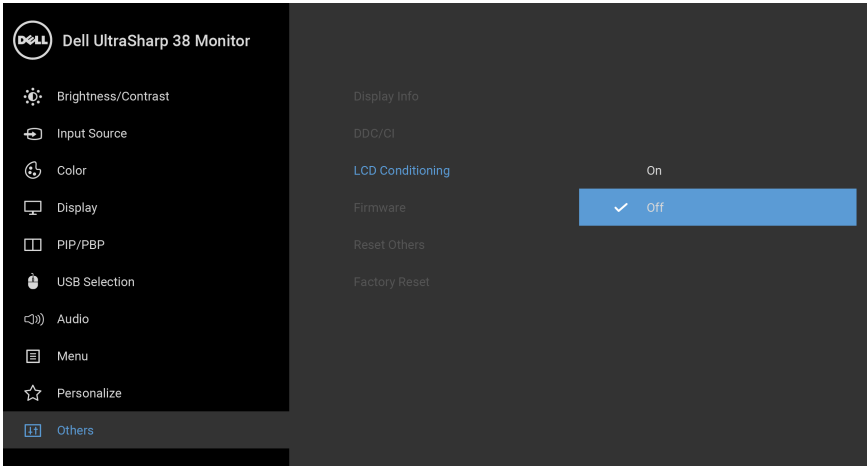 DELL Dell UltraSharp 38 Monitor
Brightness/Contrast Display Info
Input Source DDC/CI
Color LCD Conditioning On
Display Firmware Off
PIP/PBP Reset Others
USB Selection Factory Reset
Audio
Menu
Personalize
Others